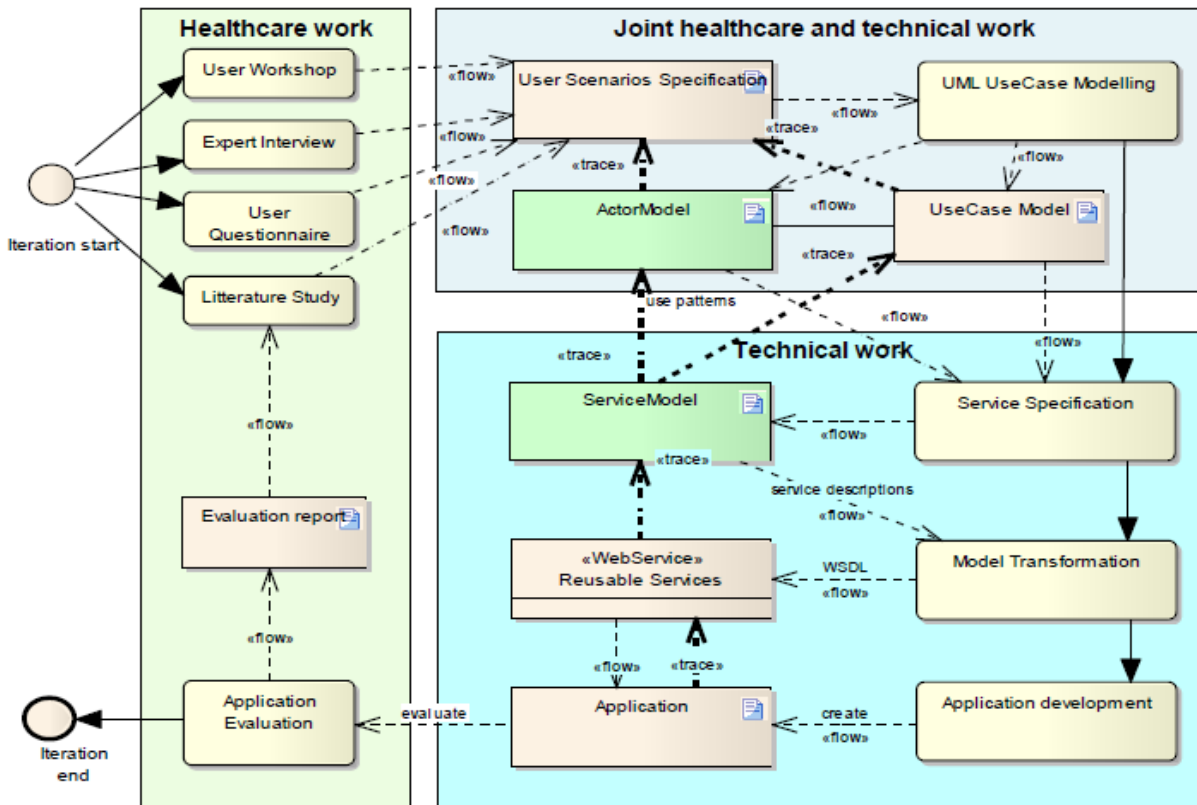 Healthcare work
User Workshop
Expert Interview
User
Questionnaire
Litterature Study
Iteration start
«flow»
Evaluation report
«flow»
Application
Evaluation
Iteration
end
Joint healthcare and technical work
«flow»
«flow»
«flow»
«flow»
User Scenarios Specification
«flow»
UML UseCase Modelling
«trace»
«trace»
«flow»
ActorModel
«flow»
UseCase Model
«trace»
use patterns
«flow»
«flow»
Technical work
«trace»
ServiceModel
«flow»
Service Specification
«trace»
service descriptions
«flow»
«WebService»
Reusable Services
WSDL
«flow»
Model Transformation
«flow»
«trace»
evaluate
Application
create
«flow»
Application development